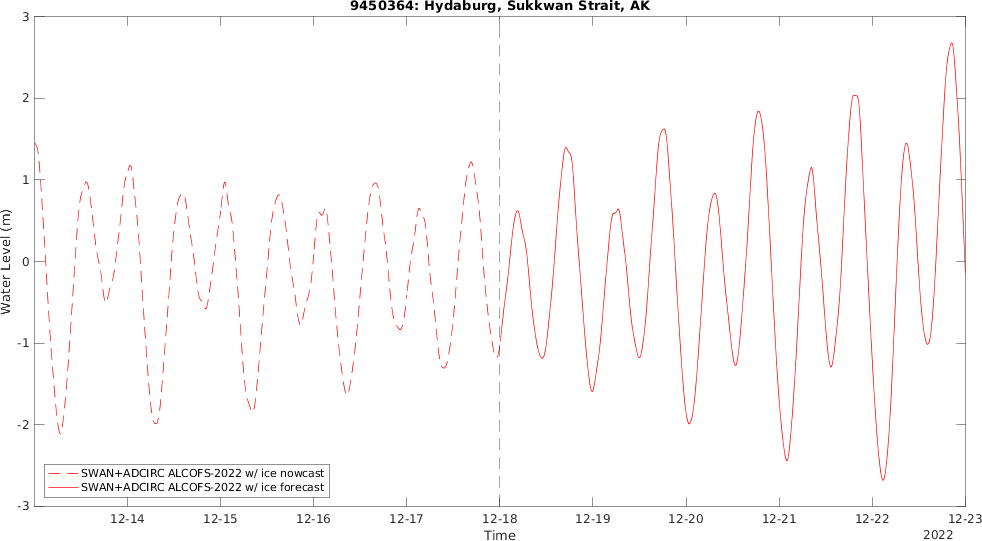 9450364: Hydaburg, Sukkwan Strait, AK
3
2
1
0
-1
-2
-3
Water Level (m)
SWAN+ADCIRC ALCOFS-2022 w/ ice nowcast
SWAN+ADCIRC ALCOFS-2022 w/ ice forecast
12-14 12-15 12-16 12-17 12-18 12-19 12-20 12-21 12-22 12-23
Time
2022